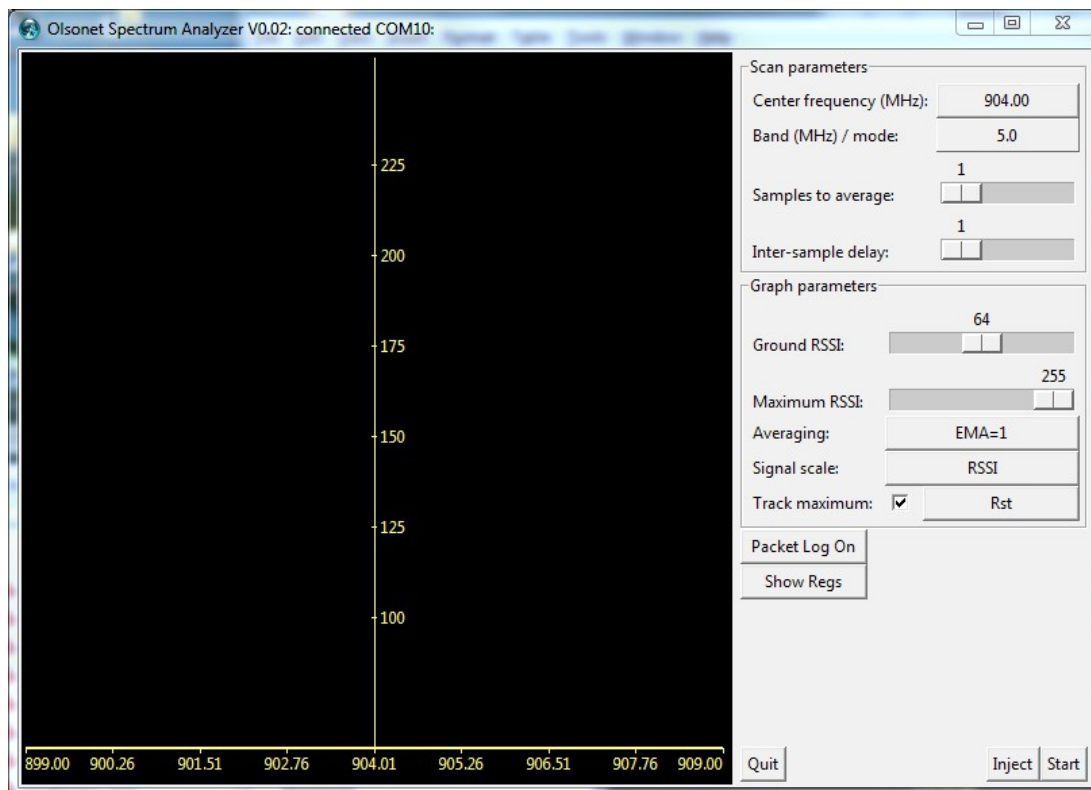 Olsonet Spectrum Analyzer V0.02: connected COM10:
225
200
175
150
125
100
899.00 900.26 901.51 902.76 904.01 905.26 906.51 907.76 909.00
Scan parameters
Center frequency (MHz): 904.00
Band (MHz) / mode: 5.0
1
Samples to average:
1
Inter-sample delay:
Graph parameters
64
Ground RSSI:
255
Maximum RSSI:
Averaging: EMA=1
Signal scale: RSSI
Track maximum: Rst
Packet Log On
Show Regs
Quit Inject Start